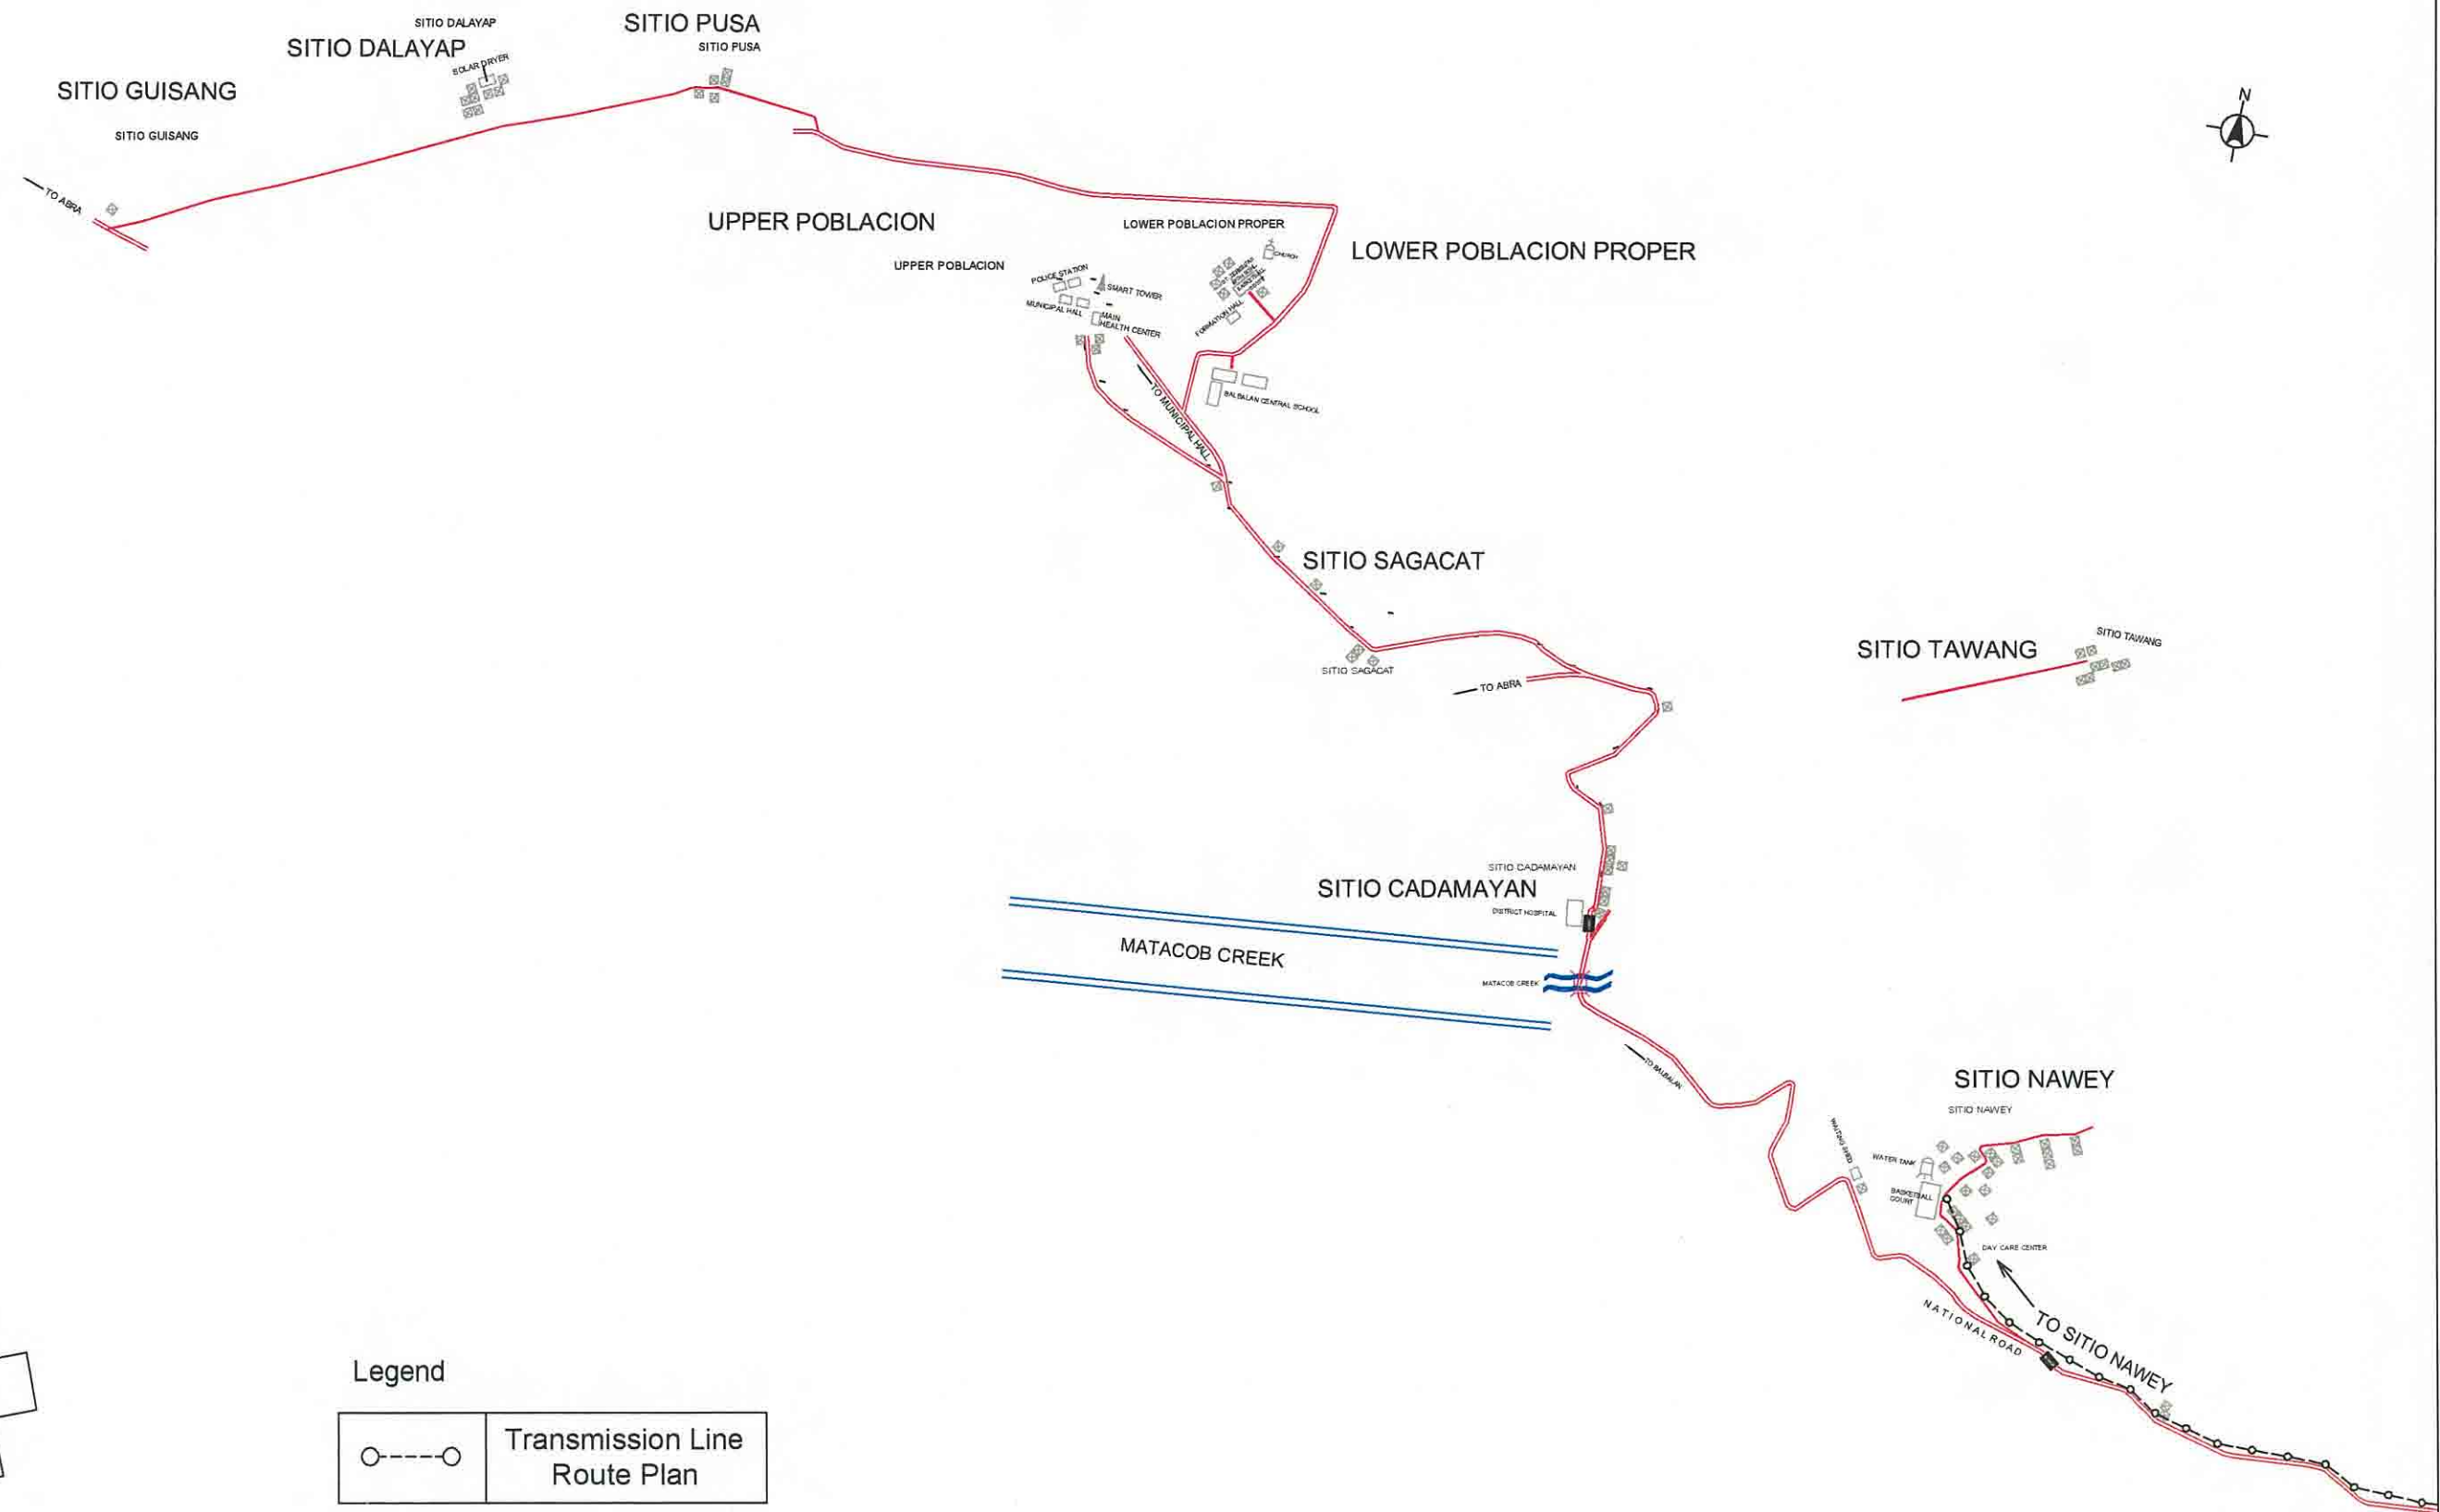 SITIO DALAYAP
SITIO DALAYAP
SOLAR DRYER
SITIO PUSA
SITIO PUSA
SITIO GUISANG
SITIO GUISANG
TO ABRA
N
UPPER POBLACION
UPPER POBLACION
LOWER POBLACION PROPER
LOWER POBLACION PROPER
CHURCH
POLICE STATION
SMART TOWER
MUNICIPAL HALL
MAIN
HEALTH CENTER
FORMATION HALL
TO MUNICIPAL HALL
BALBALAN CENTRAL SCHOOL
SITIO SAGACAT
SITIO SAGACAT
TO ABRA
SITIO TAWANG
SITIO TAWANG
SITIO CADAMAYAN
SITIO CADAMAYAN
DISTRICT HOSPITAL
MATACOB CREEK
MATACOB CREEK
TO BALBALAN
SITIO NAWEY
SITIO NAWEY
WAITING SHED
WATER TANK
BASKETBALL
COURT
DAY CARE CENTER
NATIONAL ROAD
TO SITIO NAWEY
Legend
Transmission Line
Route Plan